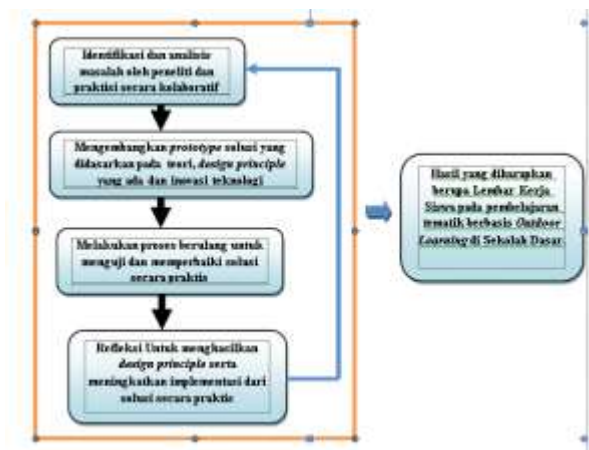 Identifikasi dan analisis
masalah oleh peneliti dan
praktisi secara kolaboratif
Mengembangkan prototype solusi yang
didasarkan pada teori, design principle
yang ada dan inovasi teknologi
Melakukan proses berulang untuk
menguji dan memperbaiki solusi
secara praktis
Refleksi Untuk menghasilkan
design principle serta
meningkatkan implementasi dari
solusi secara praktis
Hasil yang diharapkan
berupa Lembar Kerja
Siswa pada pembelajaran
tematik berbasis Outdoor
Learning di Sekolah Dasar